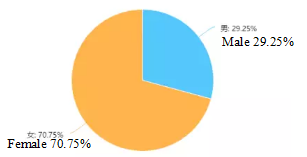 男: 29.25%
Male 29.25%
女: 70.75%
Female 70.75%